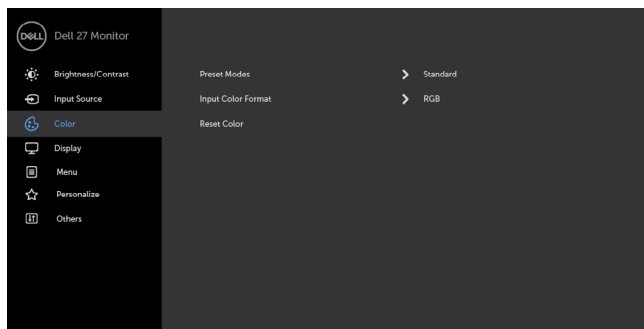 DELL Dell 27 Monitor
Brightness/Contrast Preset Modes Standard
Input Source Input Color Format RGB
Color Reset Color
Display
Menu
Personalize
Others